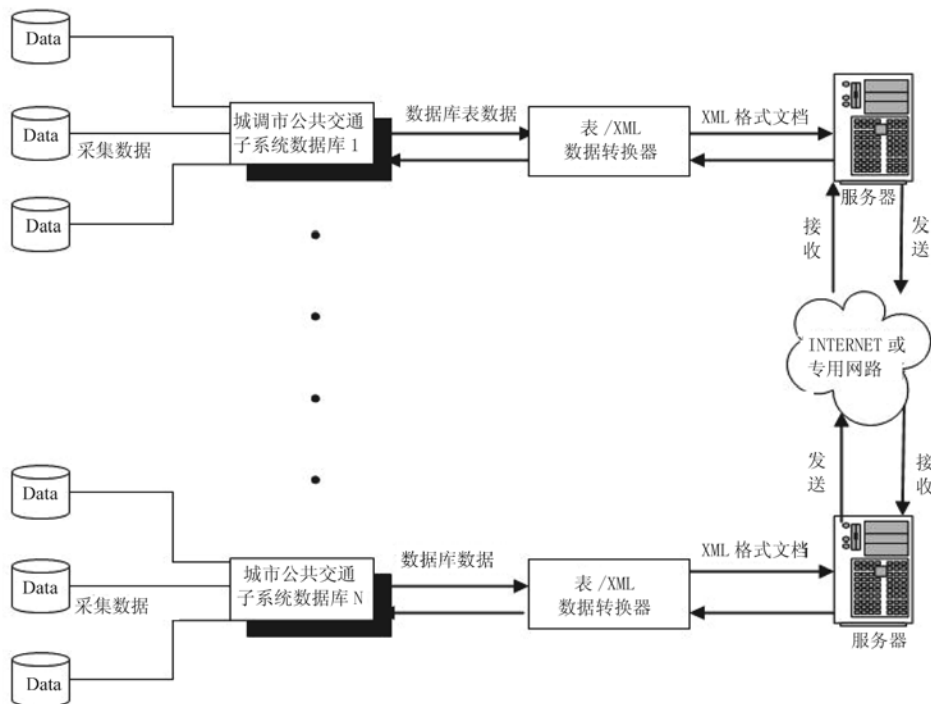 Data
Data
采集数据
Data
城调市公共交通
子系统数据库 1
数据库表数据
表 /XML
数据转换器
XML 格式文档
服务器
接收
发送
INTERNET 或
专用网路
发送
接收
Data
Data
采集数据
Data
城市公共交通
子系统数据库 N
数据库数据
表 /XML
数据转换器
XML 格式文档
服务器